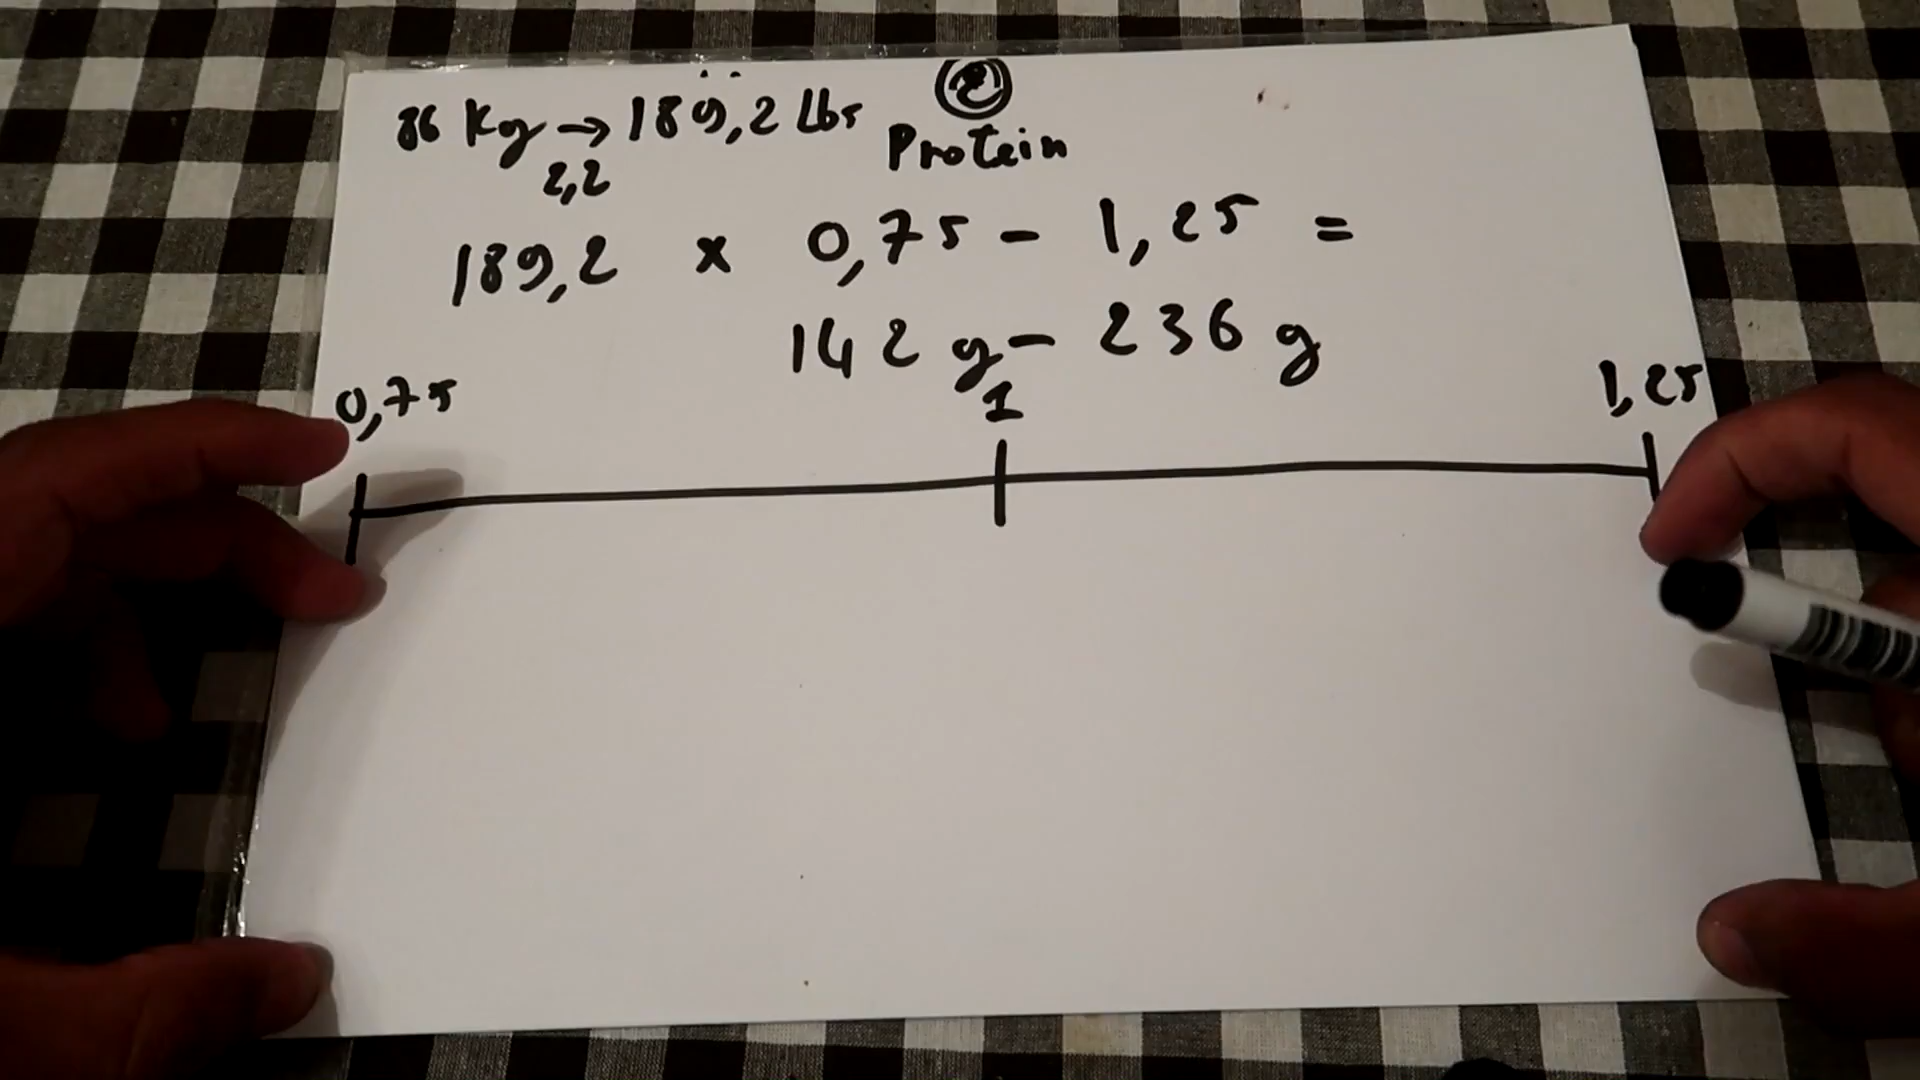 ②
86 Kg → 189,2 Lbs
2,2
Protein
189,2 x 0,75 - 1,25 =
142 g - 236 g
0,75
1
1,25